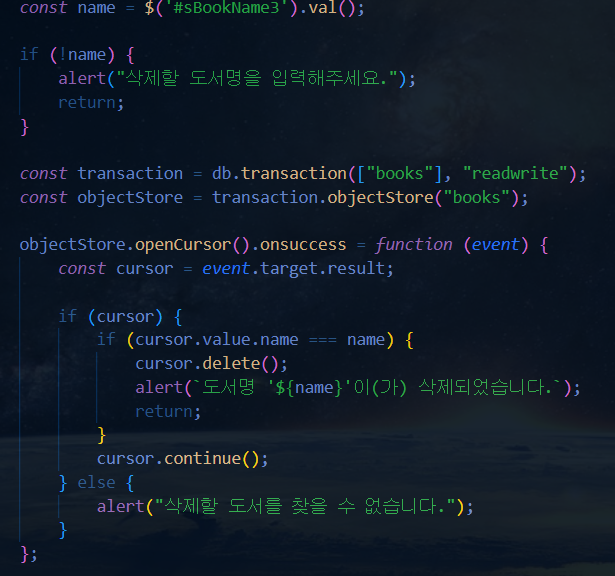 const name = $('#sBookName3').val();
if (!name) {
alert("삭제할 도서명을 입력해주세요.");
return;
}
const transaction = db.transaction(["books"], "readwrite");
const objectStore = transaction.objectStore("books");
objectStore.openCursor().onsuccess = function (event) {
const cursor = event.target.result;
if (cursor) {
if (cursor.value.name === name) {
cursor.delete();
alert(`도서명 '${name}'이(가) 삭제되었습니다.`);
return;
}
cursor.continue();
} else {
alert("삭제할 도서를 찾을 수 없습니다.");
}
};